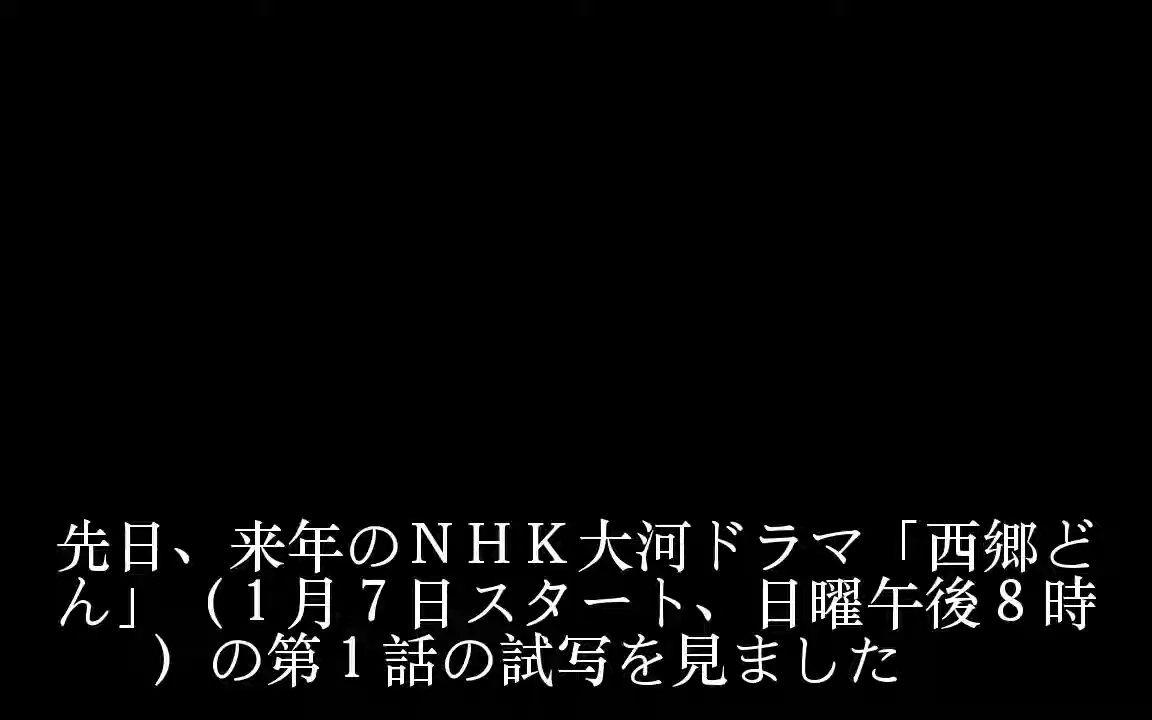 先日、来年のＮＨＫ大河ドラマ「西郷ど
ん」（１月７日スタート、日曜午後８時
）の第１話の試写を見ました